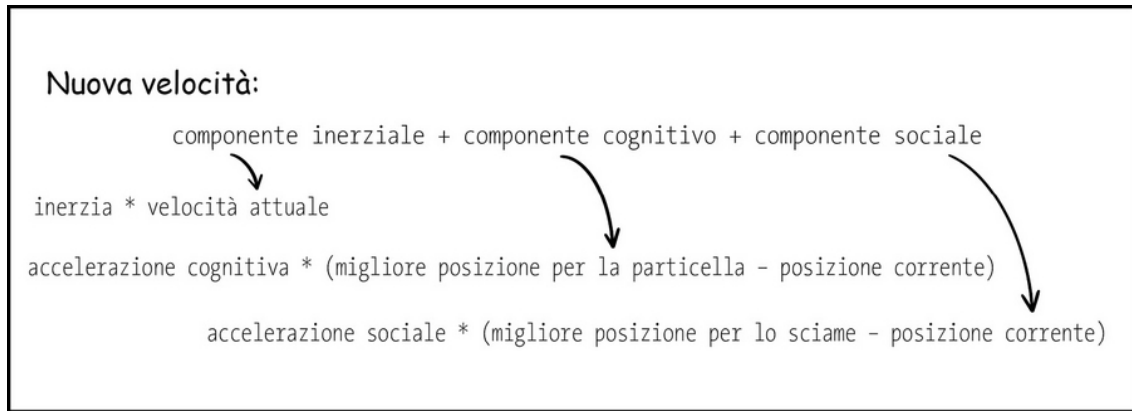 Nuova velocità:
componente inerziale + componente cognitivo + componente sociale
inerzia * velocità attuale
accelerazione cognitiva * (migliore posizione per la particella – posizione corrente)
accelerazione sociale * (migliore posizione per lo sciame – posizione corrente)